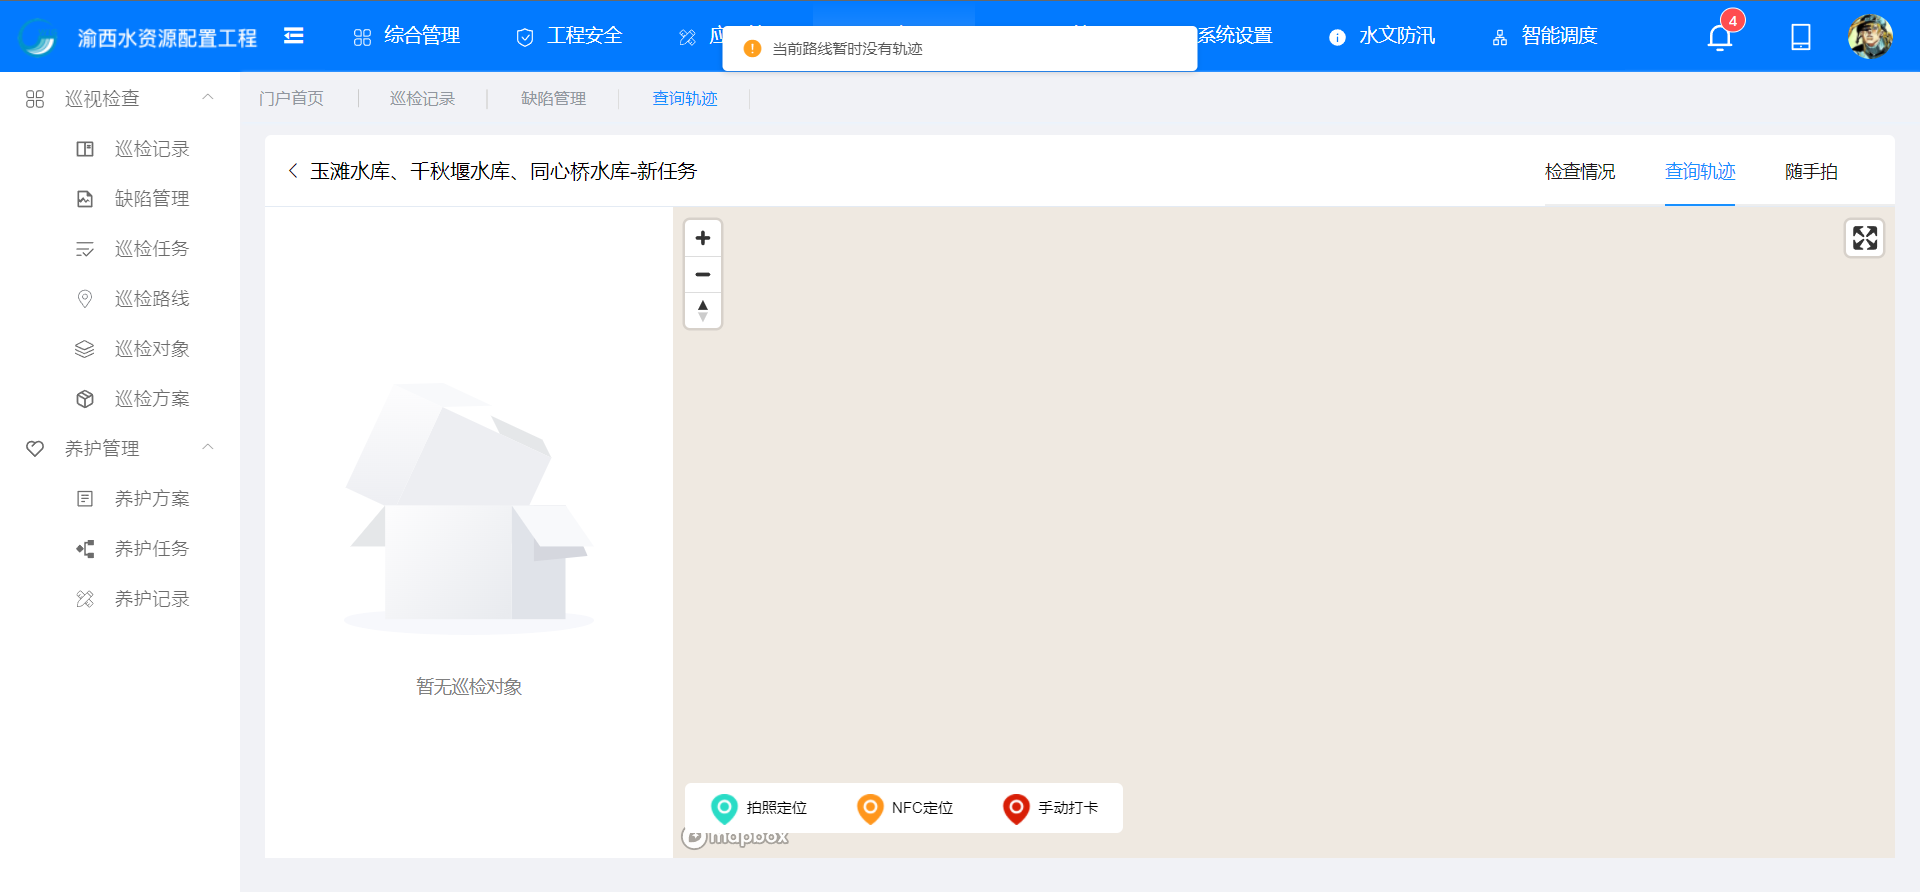 渝西水资源配置工程
综合管理
工程安全
系统设置
水文防汛
智能调度
4
当前路线暂时没有轨迹
巡视检查
巡检记录
缺陷管理
巡检任务
巡检路线
巡检对象
巡检方案
养护管理
养护方案
养护任务
养护记录
门户首页
巡检记录
缺陷管理
查询轨迹
玉滩水库、千秋堰水库、同心桥水库-新任务
检查情况
查询轨迹
随手拍
暂无巡检对象
拍照定位
NFC定位
手动打卡
mapbox